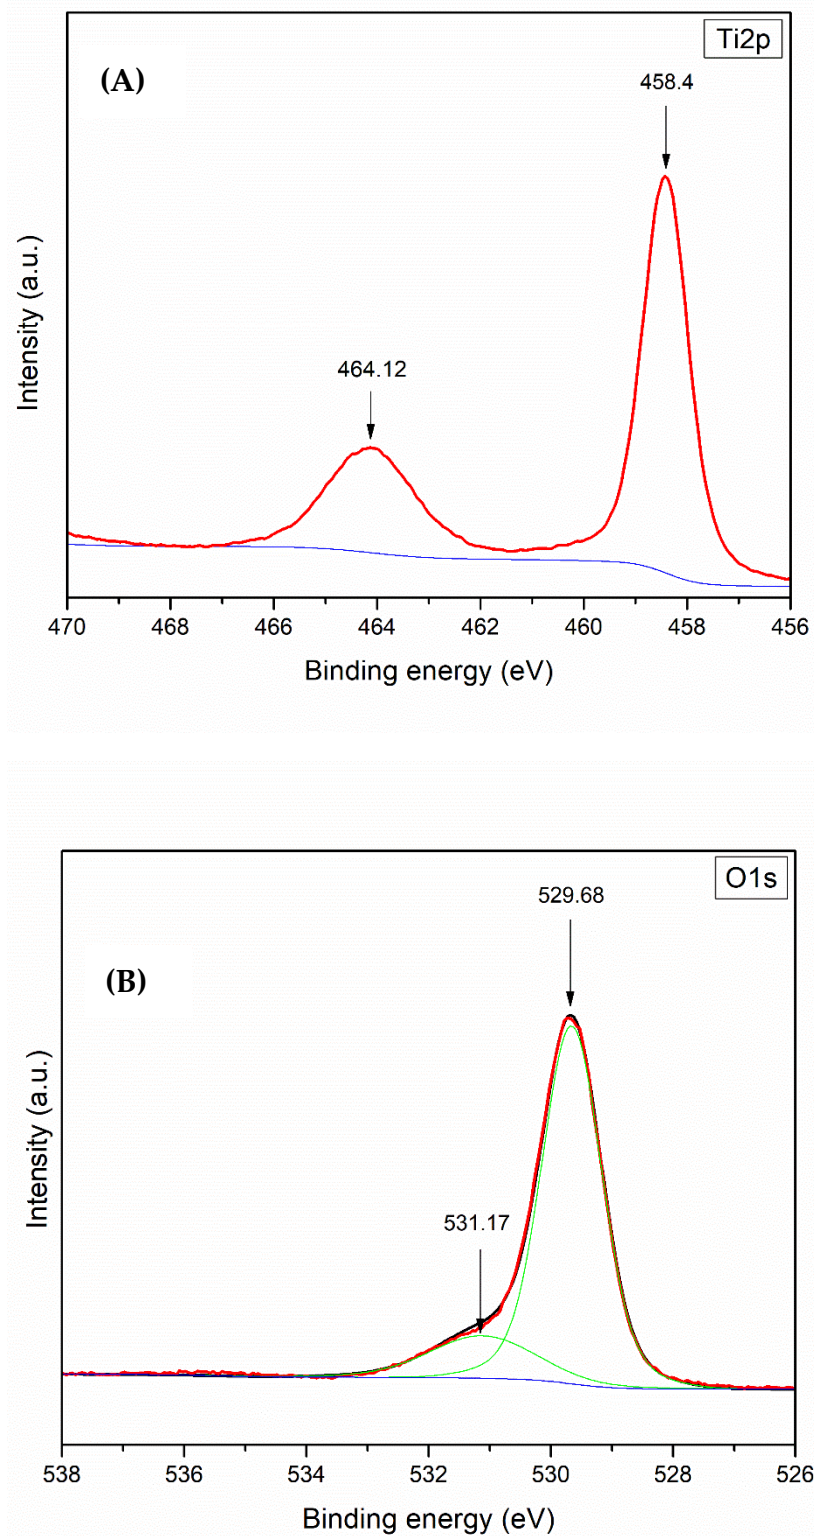 Ti2p
(A)
458.4
464.12
Intensity (a.u.)
470 468 466 464 462 460 458 456
Binding energy (eV)
O1s
529.68
(B)
531.17
Intensity (a.u.)
538 536 534 532 530 528 526
Binding energy (eV)